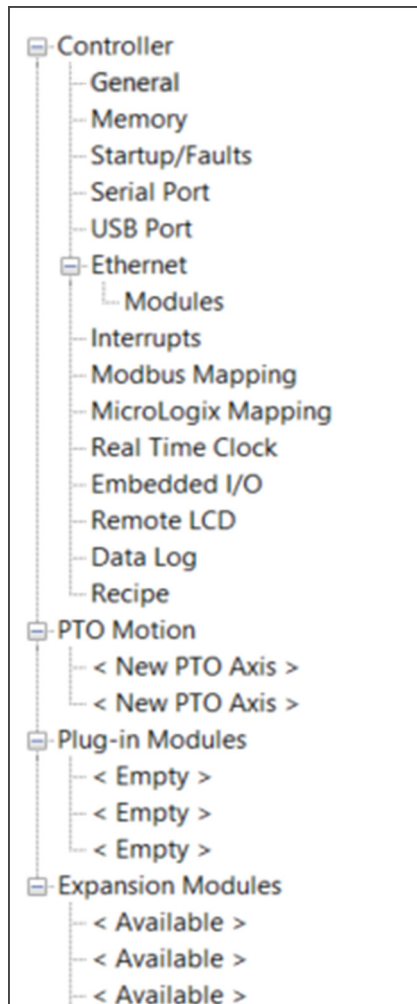 Controller
General
Memory
Startup/Faults
Serial Port
USB Port
Ethernet
Modules
Interrupts
Modbus Mapping
MicroLogix Mapping
Real Time Clock
Embedded I/O
Remote LCD
Data Log
Recipe
PTO Motion
< New PTO Axis >
< New PTO Axis >
Plug-in Modules
< Empty >
< Empty >
< Empty >
Expansion Modules
< Available >
< Available >
< Available >